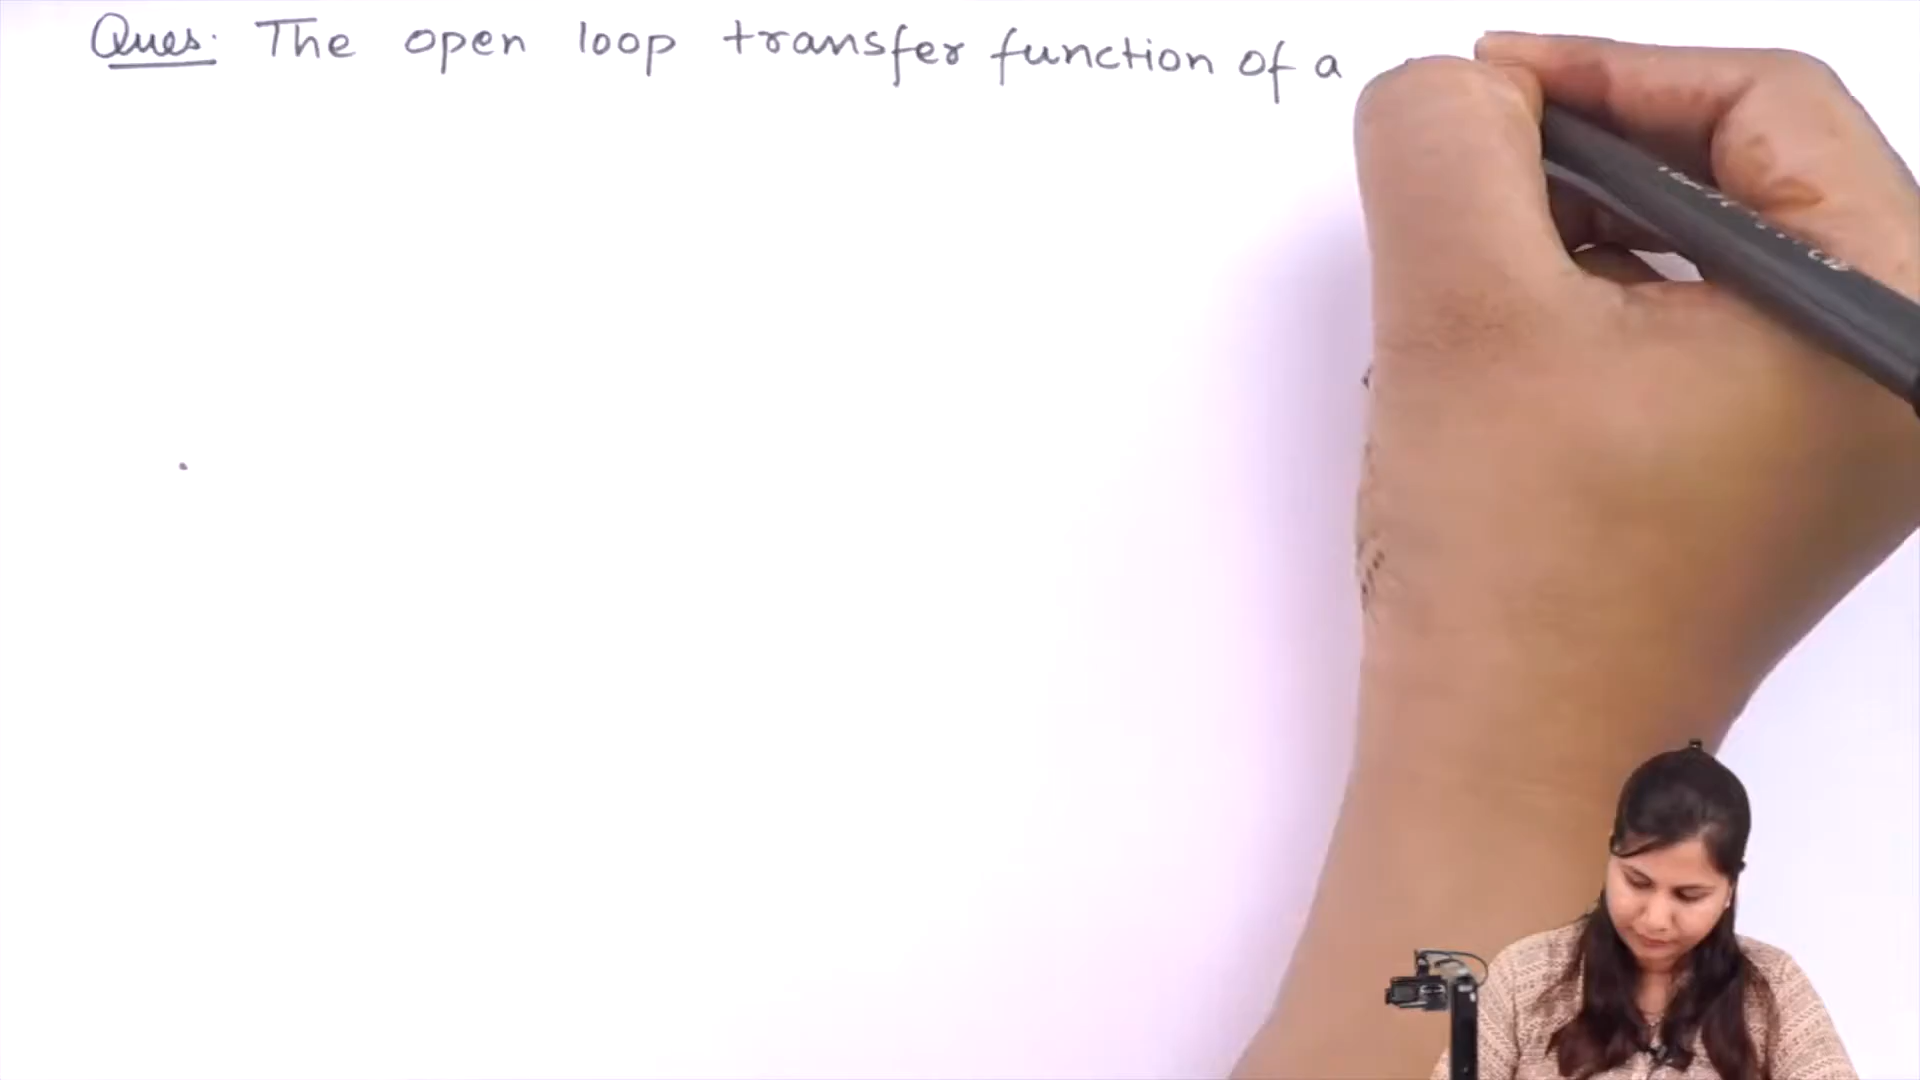 Ques. The open loop transfer function of a